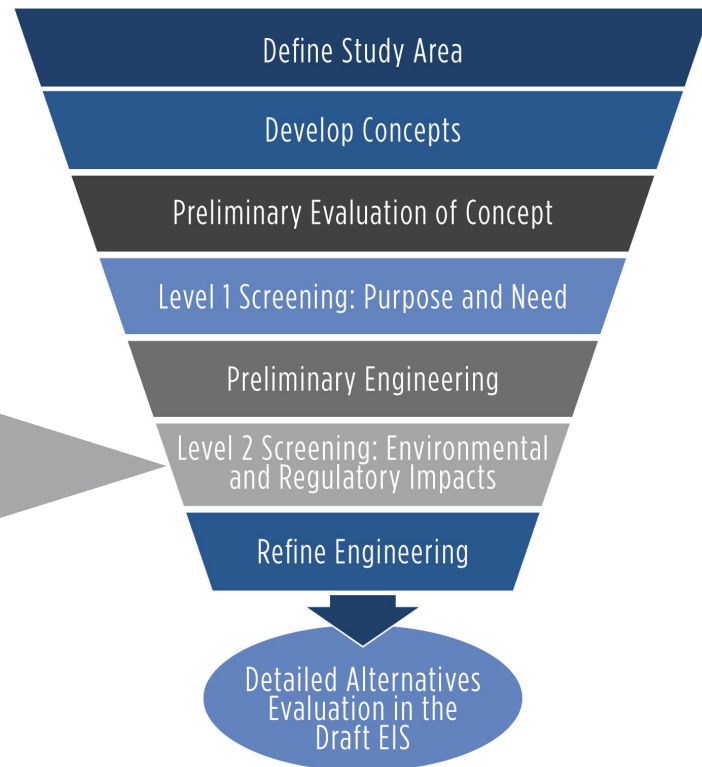 Define Study Area
Develop Concepts
Preliminary Evaluation of Concept
Level 1 Screening: Purpose and Need
Preliminary Engineering
Level 2 Screening: Environmental
and Regulatory Impacts
Refine Engineering
Detailed Alternatives
Evaluation in the
Draft EIS